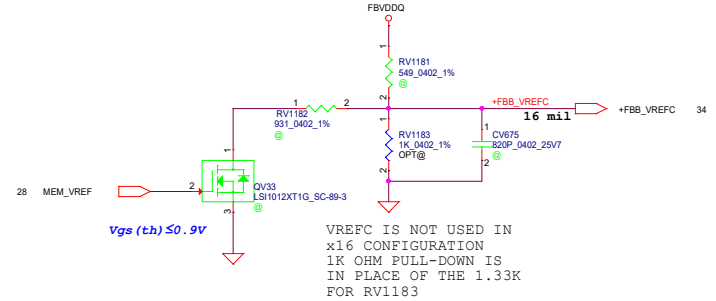 FBVDDQ
1
RV1181
549_0402_1%
@
2
1
2
RV1182
931_0402_1%
@
+FBB_VREFC
16 mil
+FBB_VREFC
34
1
RV1183
1K_0402_1%
OPT@
2
1
CV675
820P_0402_25V7
@
2
1
28
MEM_VREF
2
QV33
LSI1012XT1G_SC-89-3
@
3
Vgs(th)≤0.9V
VREFC IS NOT USED IN
x16 CONFIGURATION
1K OHM PULL-DOWN IS
IN PLACE OF THE 1.33K
FOR RV1183